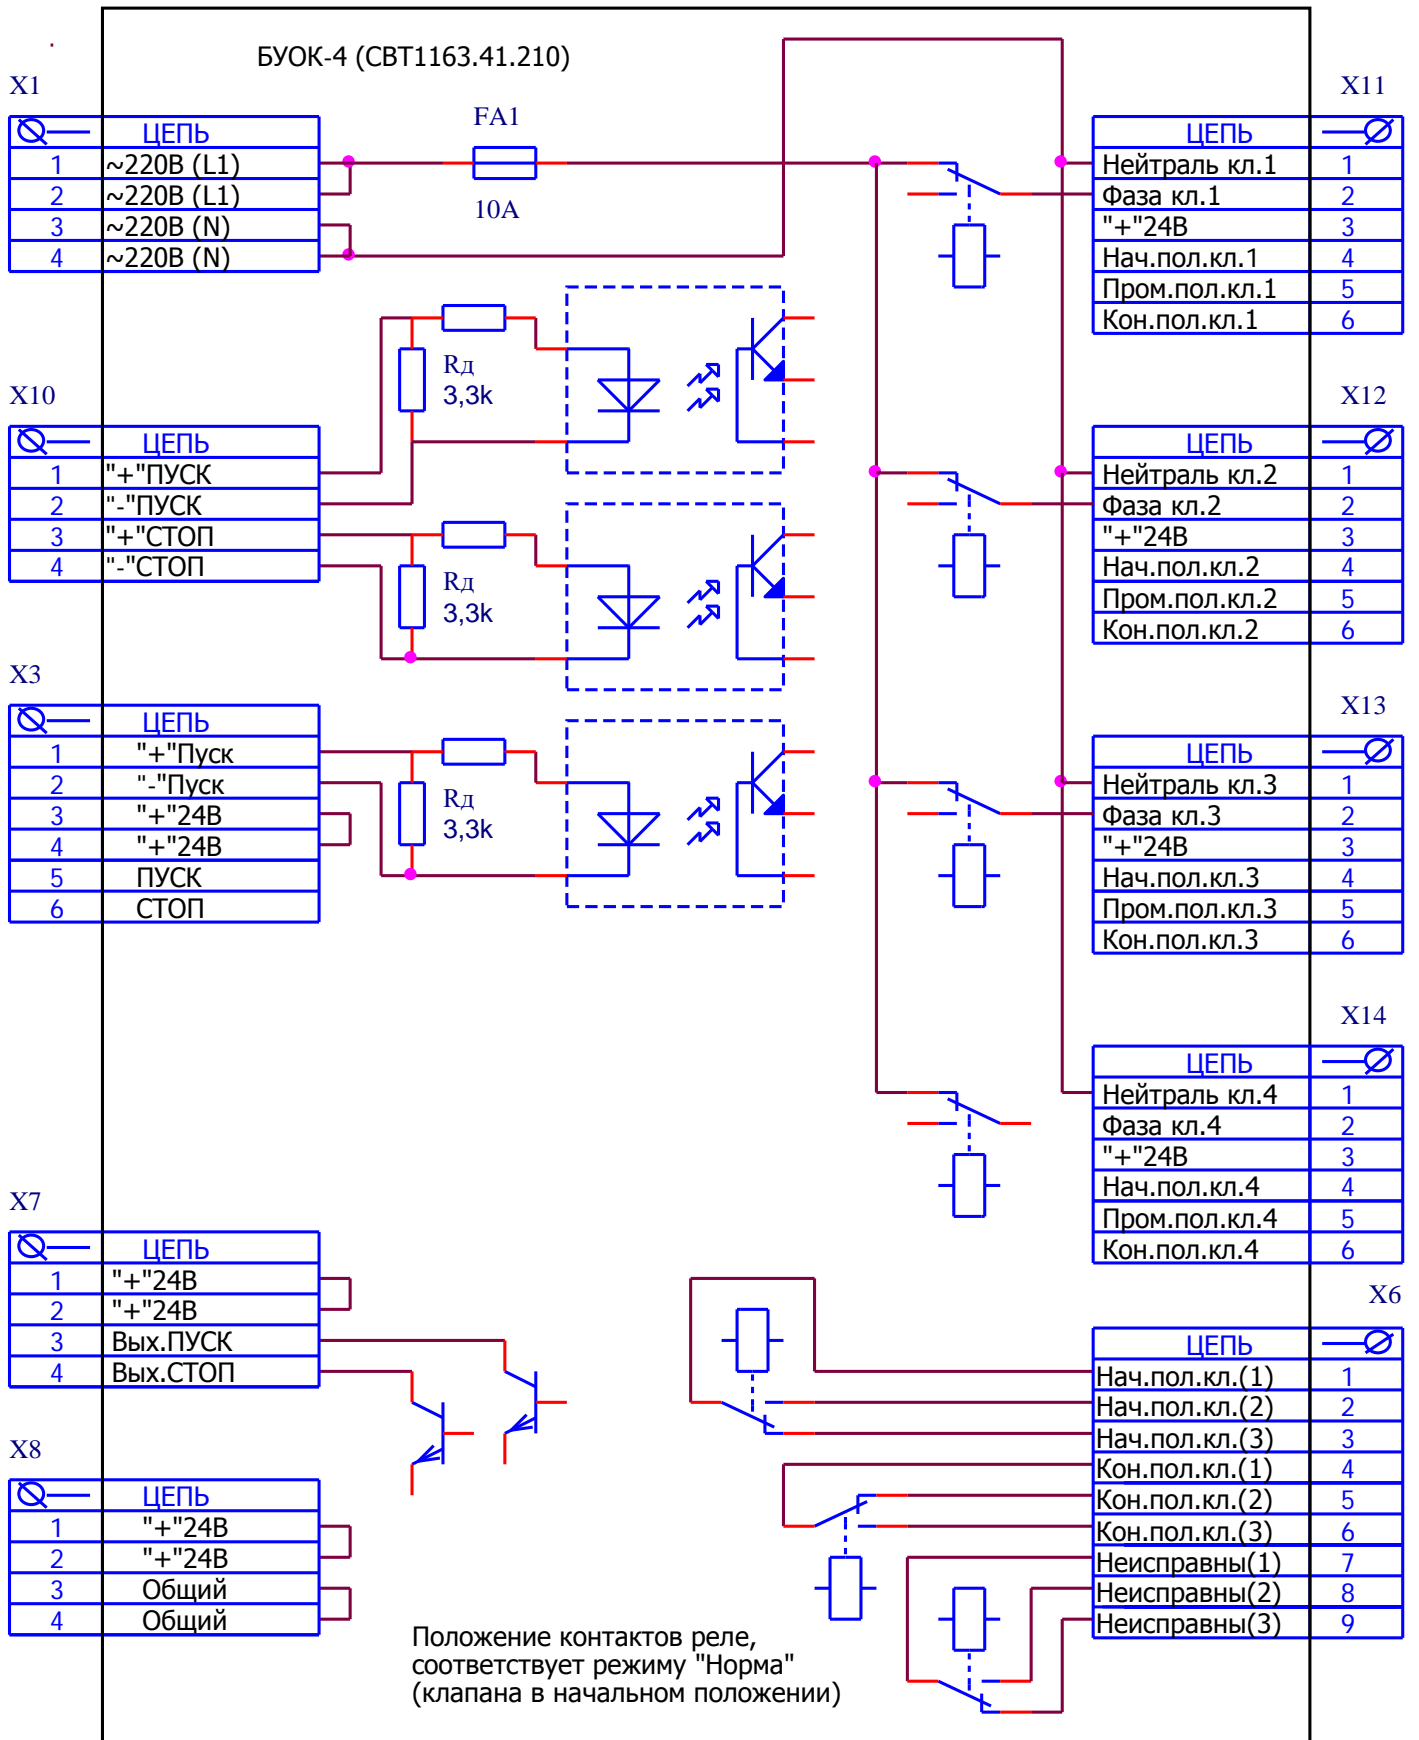 БУОК-4 (СВТ1163.41.210)
X1
ЦЕПЬ
1 ~220В (L1)
2 ~220В (L1)
3 ~220В (N)
4 ~220В (N)
FA1
10A
X11
ЦЕПЬ
Нейтраль кл.1 1
Фаза кл.1 2
"+"24В 3
Нач.пол.кл.1 4
Пром.пол.кл.1 5
Кон.пол.кл.1 6
Rд
3,3k
X10
ЦЕПЬ
1 "+"ПУСК
2 "-"ПУСК
3 "+"СТОП
4 "-"СТОП
Rд
3,3k
X12
ЦЕПЬ
Нейтраль кл.2 1
Фаза кл.2 2
"+"24В 3
Нач.пол.кл.2 4
Пром.пол.кл.2 5
Кон.пол.кл.2 6
X3
ЦЕПЬ
1 "+"Пуск
2 "-"Пуск
3 "+"24В
4 "+"24В
5 ПУСК
6 СТОП
Rд
3,3k
X13
ЦЕПЬ
Нейтраль кл.3 1
Фаза кл.3 2
"+"24В 3
Нач.пол.кл.3 4
Пром.пол.кл.3 5
Кон.пол.кл.3 6
X14
ЦЕПЬ
Нейтраль кл.4 1
Фаза кл.4 2
"+"24В 3
Нач.пол.кл.4 4
Пром.пол.кл.4 5
Кон.пол.кл.4 6
X7
ЦЕПЬ
1 "+"24В
2 "+"24В
3 Вых.ПУСК
4 Вых.СТОП
X6
ЦЕПЬ
Нач.пол.кл.(1) 1
Нач.пол.кл.(2) 2
Нач.пол.кл.(3) 3
Кон.пол.кл.(1) 4
Кон.пол.кл.(2) 5
Кон.пол.кл.(3) 6
Неисправны(1) 7
Неисправны(2) 8
Неисправны(3) 9
X8
ЦЕПЬ
1 "+"24В
2 "+"24В
3 Общий
4 Общий
Положение контактов реле,
соответствует режиму "Норма"
(клапана в начальном положении)